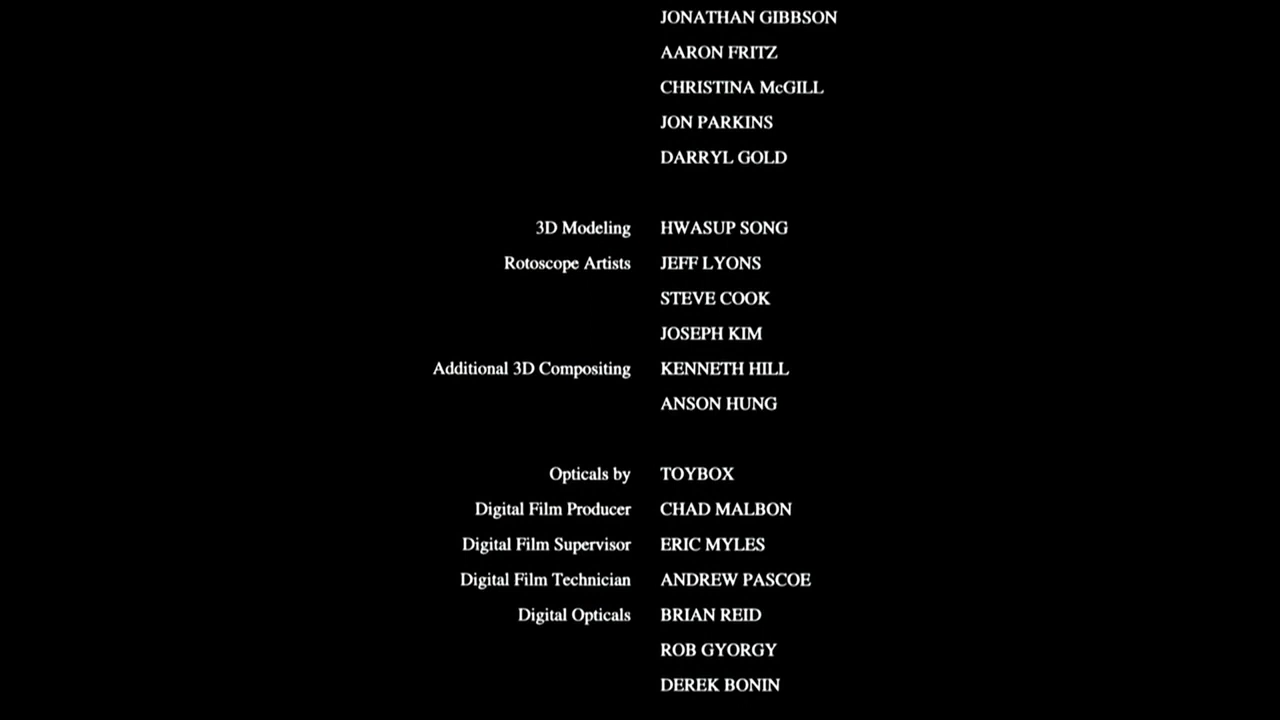 JONATHAN GIBBSON
AARON FRITZ
CHRISTINA McGILL
JON PARKINS
DARRYL GOLD
3D Modeling HWASUP SONG
Rotoscope Artists JEFF LYONS
STEVE COOK
JOSEPH KIM
Additional 3D Compositing KENNETH HILL
ANSON HUNG
Opticals by TOYBOX
Digital Film Producer CHAD MALBON
Digital Film Supervisor ERIC MYLES
Digital Film Technician ANDREW PASCOE
Digital Opticals BRIAN REID
ROB GYORGY
DEREK BONIN